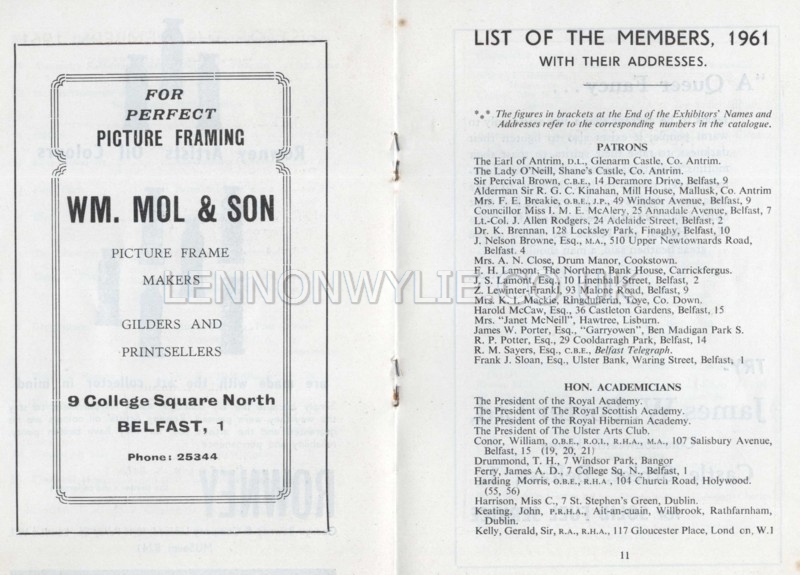 FOR
PERFECT
PICTURE FRAMING
WM. MOL & SON
PICTURE FRAME
MAKERS
GILDERS AND
PRINTSELLERS
9 College Square North
BELFAST, 1
Phone: 25344
LENNONWYLIE
LIST OF THE MEMBERS, 1961
WITH THEIR ADDRESSES.
*** The figures in brackets at the End of the Exhibitors' Names and
Addresses refer to the corresponding numbers in the catalogue.
PATRONS
The Earl of Antrim, D.L., Glenarm Castle, Co. Antrim.
The Lady O'Neill, Shane's Castle, Co. Antrim.
Sir Percival Brown, C.B.E., 14 Deramore Drive, Belfast, 9
Alderman Sir R. G. C. Kinahan, Mill House, Mallusk, Co. Antrim
Mrs. F. E. Breakie, O.B.E., J.P., 49 Windsor Avenue, Belfast, 9
Councillor Miss I. M. E. McAlery, 25 Annadale Avenue, Belfast, 7
Lt.-Col. J. Allen Rodgers, 24 Adelaide Street, Belfast, 2
Dr. K. Brennan, 128 Locksley Park, Finaghy, Belfast, 10
J. Nelson Browne, Esq., M.A., 510 Upper Newtownards Road,
Belfast. 4
Mrs. A. N. Close, Drum Manor, Cookstown.
E. H. Lamont, The Northern Bank House, Carrickfergus.
J. S. Lamont, Esq., 10 Linenhall Street, Belfast, 2
Z. Lewinter-Frankl, 93 Malone Road, Belfast, 9
Mrs. K. I. Mackie, Ringdufferin, Toye, Co. Down.
Harold McCaw, Esq., 36 Castleton Gardens, Belfast, 15
Mrs. "Janet McNeill", Hawtree, Lisburn.
James W. Porter, Esq., "Garryowen", Ben Madigan Park S.
R. P. Potter, Esq., 29 Cooldarragh Park, Belfast, 14
R. M. Sayers, Esq., C.B.E., Belfast Telegraph.
Frank J. Sloan, Esq., Ulster Bank, Waring Street, Belfast, 1
HON. ACADEMICIANS
The President of the Royal Academy.
The President of The Royal Scottish Academy.
The President of the Royal Hibernian Academy.
The President of The Ulster Arts Club.
Conor, William, O.B.E., R.O.I., R.H.A., M.A., 107 Salisbury Avenue,
Belfast, 15 (19, 20, 21)
Drummond, T. H., 7 Windsor Park, Bangor
Ferry, James A. D., 7 College Sq. N., Belfast, 1
Harding Morris, O.B.E., R.H.A, 104 Church Road, Holywood.
(55, 56)
Harrison, Miss C., 7 St. Stephen's Green, Dublin.
Keating, John, P.R.H.A., Ait-an-cuain, Willbrook, Rathfarnham,
Dublin.
Kelly, Gerald, Sir, R.A., R.H.A., 117 Gloucester Place, Lond on, W.1
11